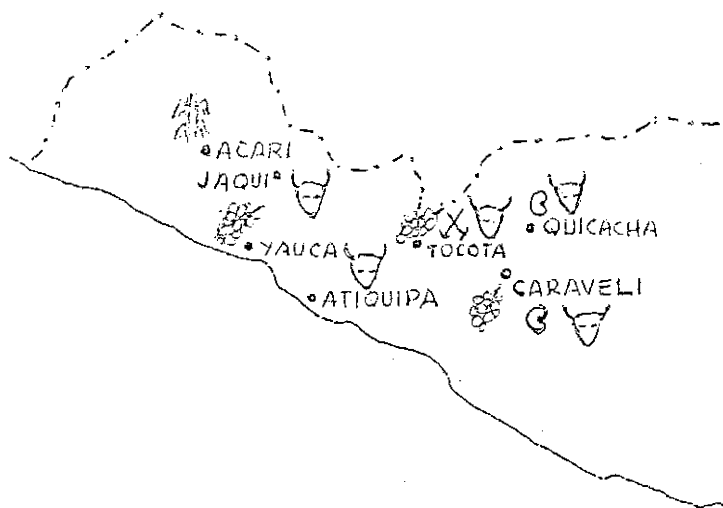 ACARI
JAQUI
QUICACHA
YAUCA
TOCOTA
CARAVELI
ATIQUIPA